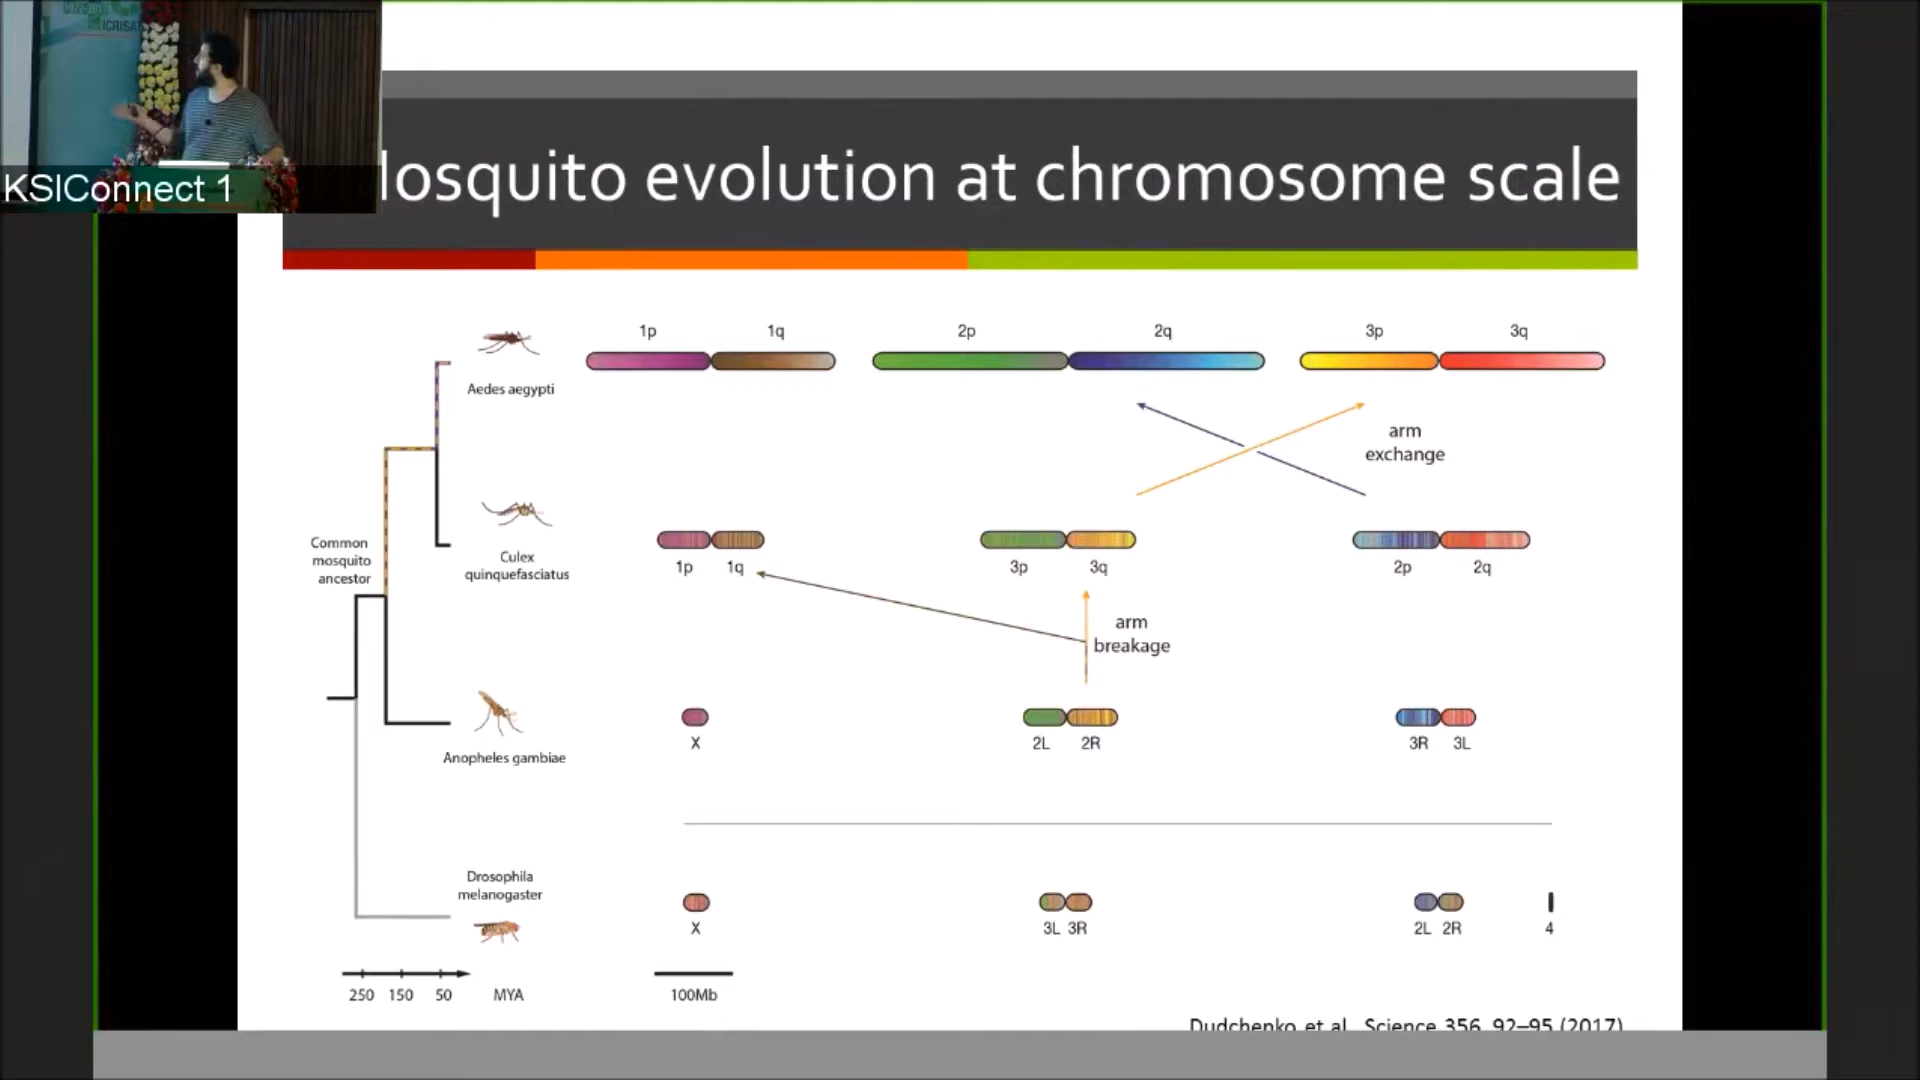 ICRISAT
KSIConnect 1
losquito evolution at chromosome scale
1p 1q 2p 2q 3p 3q
Aedes aegypti
arm
exchange
Common
mosquito
ancestor
Culex
quinquefasciatus
1p 1q 3p 3q 2p 2q
arm
breakage
Anopheles gambiae
X 2L 2R 3R 3L
Drosophila
melanogaster
X 3L 3R 2L 2R 4
250 150 50 MYA 100Mb
Dudchenko et al., Science 356, 92–95 (2017)